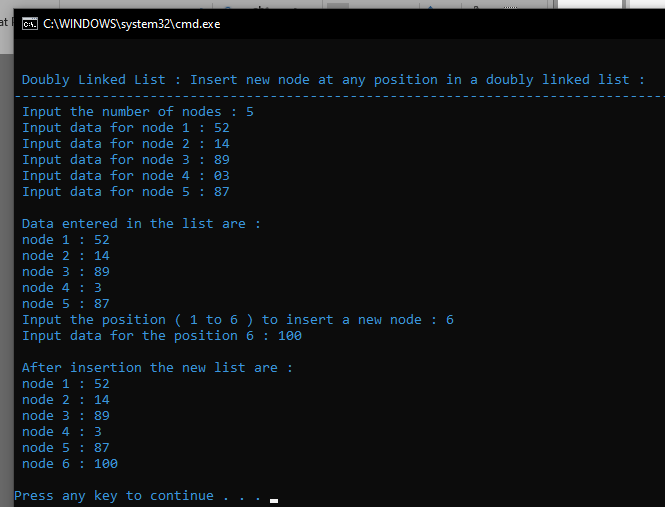 C:\WINDOWS\system32\cmd.exe
Doubly Linked List : Insert new node at any position in a doubly linked list :
----------------------------------------------------------------------------------
Input the number of nodes : 5
Input data for node 1 : 52
Input data for node 2 : 14
Input data for node 3 : 89
Input data for node 4 : 03
Input data for node 5 : 87
Data entered in the list are :
node 1 : 52
node 2 : 14
node 3 : 89
node 4 : 3
node 5 : 87
Input the position ( 1 to 6 ) to insert a new node : 6
Input data for the position 6 : 100
After insertion the new list are :
node 1 : 52
node 2 : 14
node 3 : 89
node 4 : 3
node 5 : 87
node 6 : 100
Press any key to continue . . .